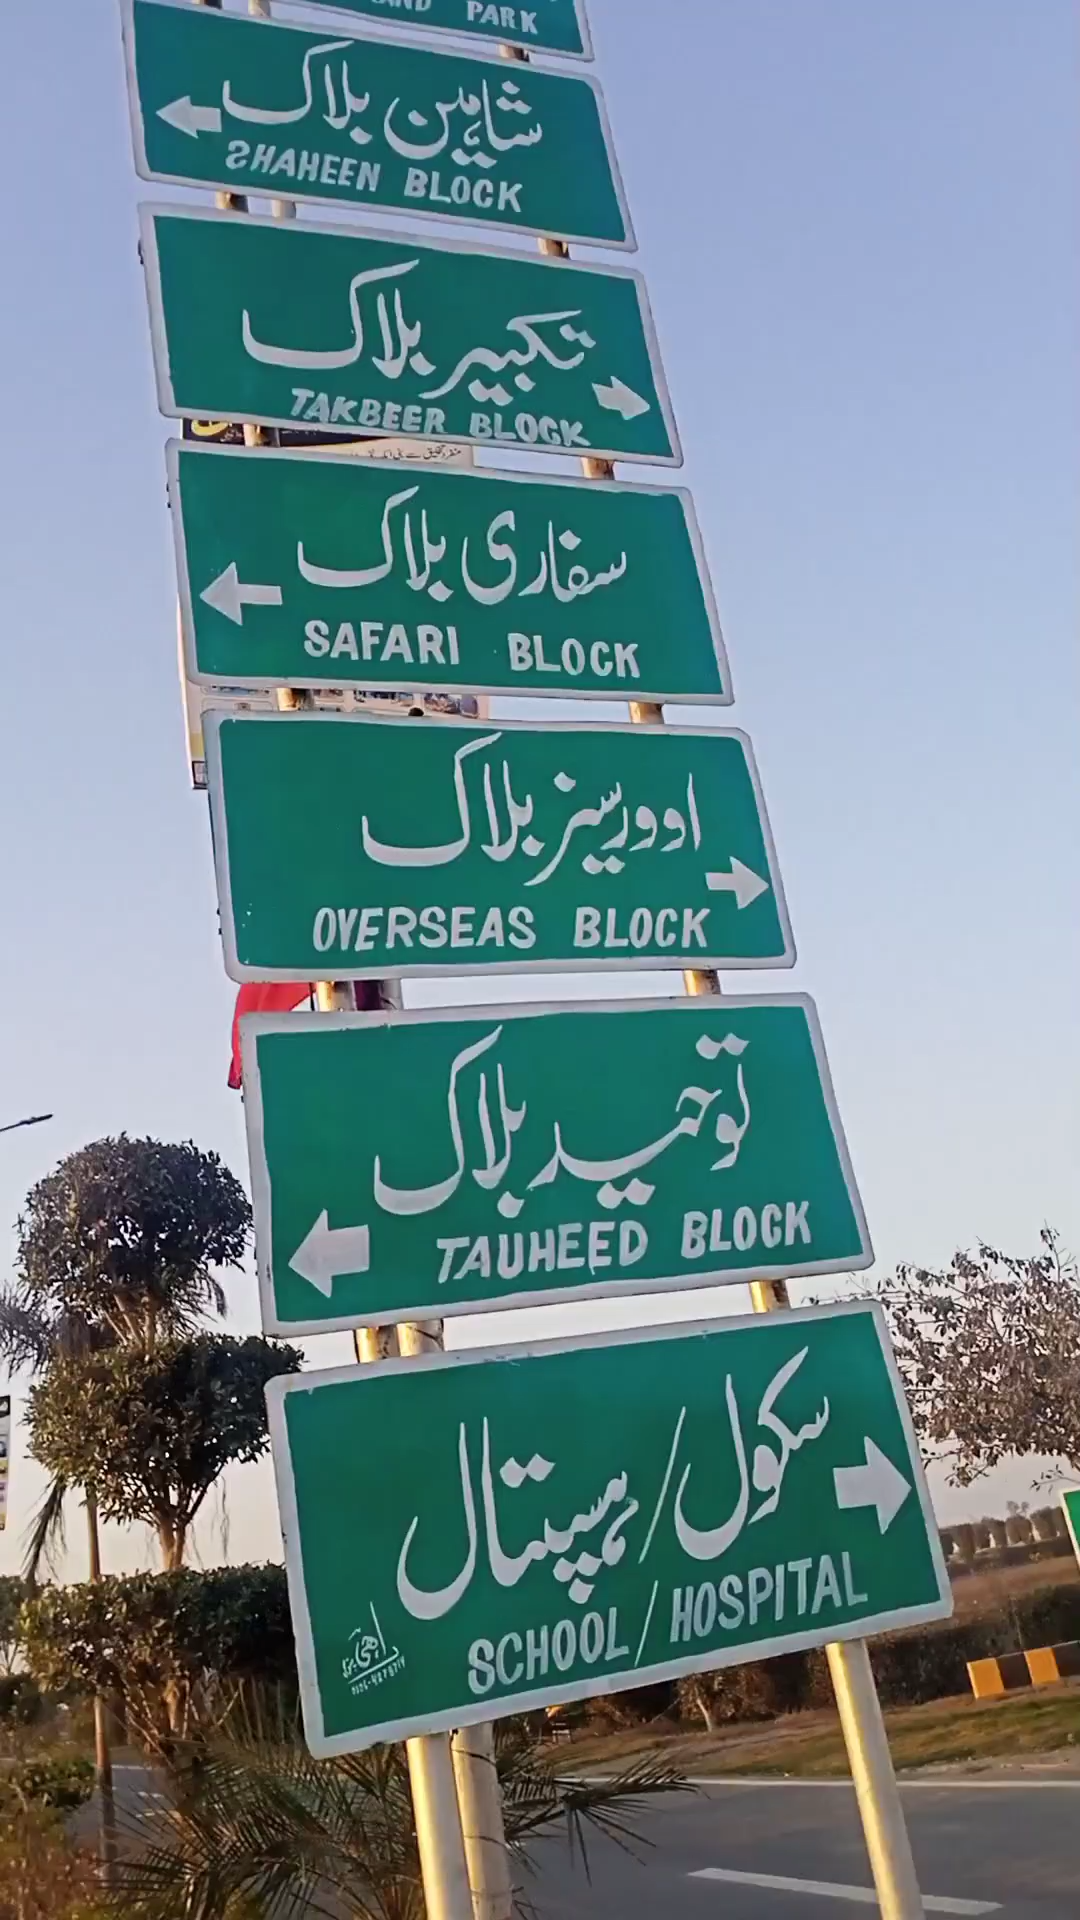 PARK
شاہین بلاک
SHAHEEN BLOCK
تکبیر بلاک
TAKBEER BLOCK
سفاری بلاک
SAFARI BLOCK
اوورسیز بلاک
OVERSEAS BLOCK
توحید بلاک
TAUHEED BLOCK
سکول/ہسپتال
SCHOOL/HOSPITAL